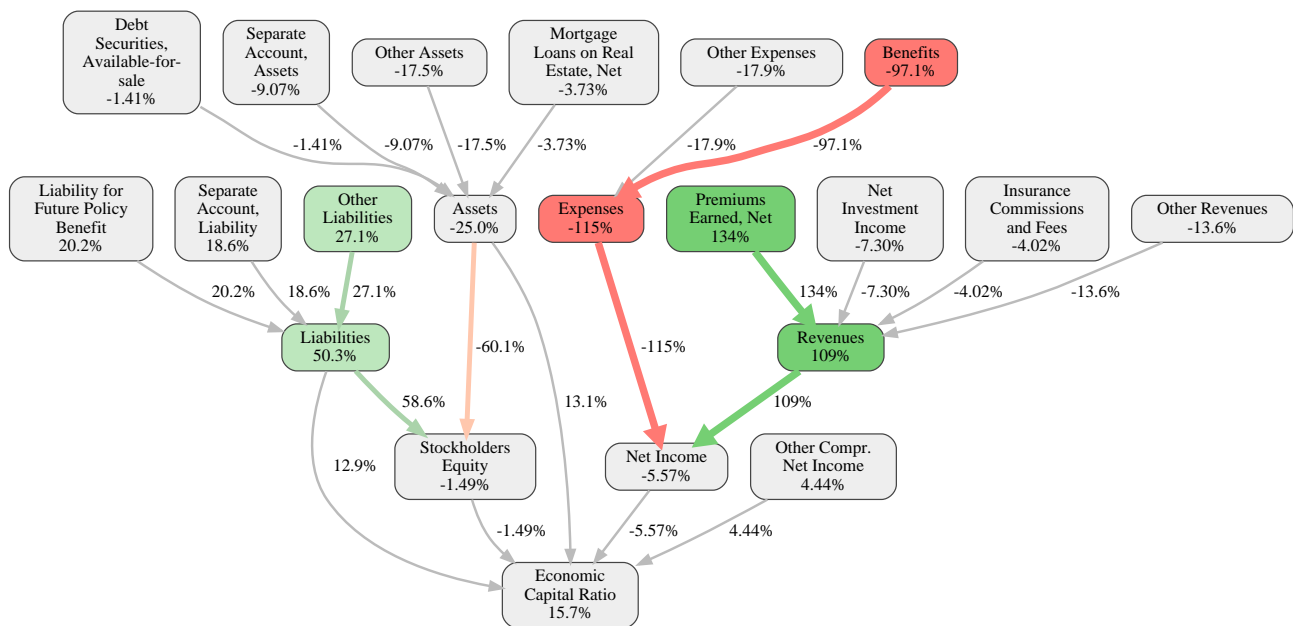 Debt
Securities,
Available-for-
sale
-1.41%
Separate
Account,
Assets
-9.07%
Other Assets
-17.5%
Mortgage
Loans on Real
Estate, Net
-3.73%
Other Expenses
-17.9%
Benefits
-97.1%
-1.41%
-9.07%
-17.5%
-3.73%
-17.9%
-97.1%
Liability for
Future Policy
Benefit
20.2%
Separate
Account,
Liability
18.6%
Other
Liabilities
27.1%
Assets
-25.0%
Expenses
-115%
Premiums
Earned, Net
134%
Net
Investment
Income
-7.30%
Insurance
Commissions
and Fees
-4.02%
Other Revenues
-13.6%
20.2%
18.6%
27.1%
134%
-7.30%
-4.02%
-13.6%
Liabilities
50.3%
-60.1%
-115%
Revenues
109%
58.6%
13.1%
109%
12.9%
Stockholders
Equity
-1.49%
Net Income
-5.57%
Other Compr.
Net Income
4.44%
-1.49%
-5.57%
4.44%
Economic
Capital Ratio
15.7%